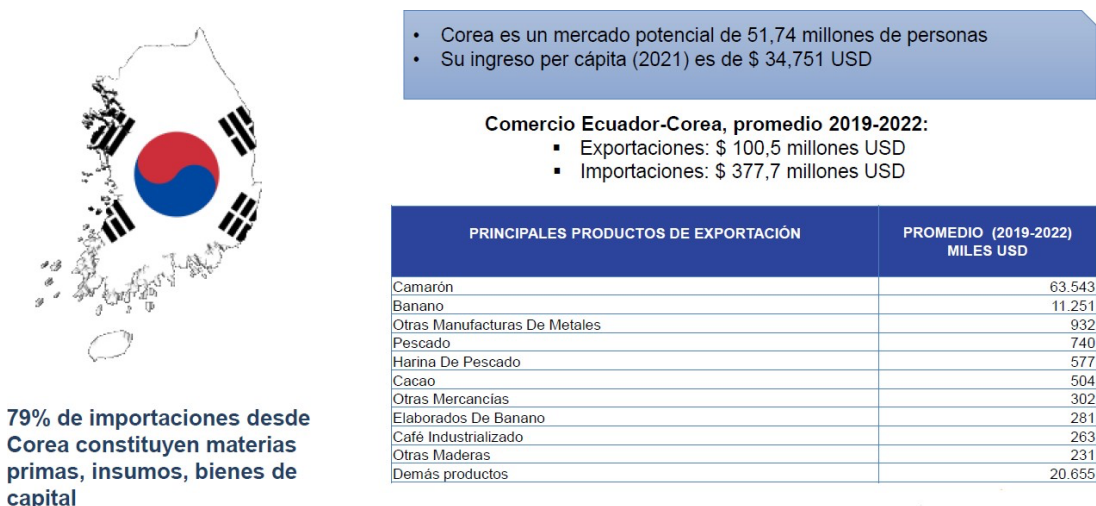 • Corea es un mercado potencial de 51,74 millones de personas
• Su ingreso per cápita (2021) es de $ 34,751 USD
Comercio Ecuador-Corea, promedio 2019-2022:
▪ Exportaciones: $ 100,5 millones USD
▪ Importaciones: $ 377,7 millones USD
PRINCIPALES PRODUCTOS DE EXPORTACIÓN PROMEDIO (2019-2022)
MILES USD
Camarón 63.543
Banano 11.251
Otras Manufacturas De Metales 932
Pescado 740
Harina De Pescado 577
Cacao 504
Otras Mercancías 302
Elaborados De Banano 281
Café Industrializado 263
Otras Maderas 231
Demás productos 20.655
79% de importaciones desde
Corea constituyen materias
primas, insumos, bienes de
capital